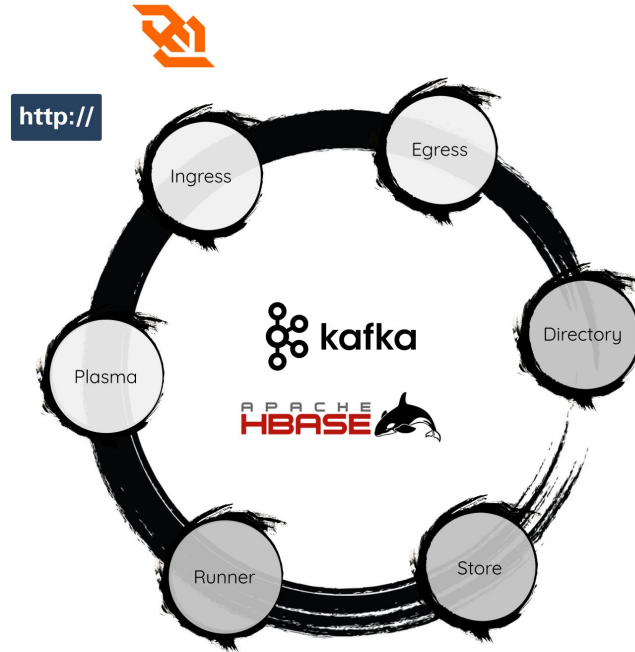 http://
Ingress
Egress
Directory
kafka
APACHE
HBASE
Plasma
Runner
Store